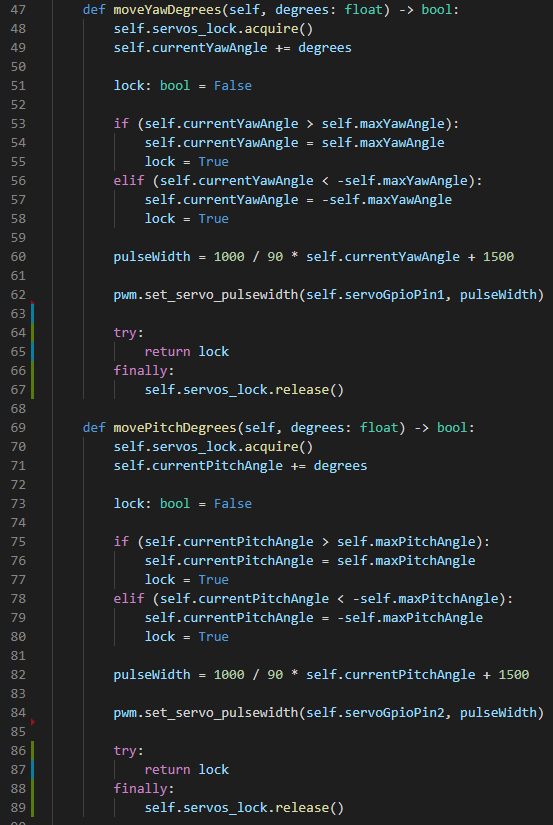 47 def moveYawDegrees(self, degrees: float) -> bool:
48 self.servos_lock.acquire()
49 self.currentYawAngle += degrees
50
51 lock: bool = False
52
53 if (self.currentYawAngle > self.maxYawAngle):
54 self.currentYawAngle = self.maxYawAngle
55 lock = True
56 elif (self.currentYawAngle < -self.maxYawAngle):
57 self.currentYawAngle = -self.maxYawAngle
58 lock = True
59
60 pulseWidth = 1000 / 90 * self.currentYawAngle + 1500
61
62 pwm.set_servo_pulsewidth(self.servoGpioPin1, pulseWidth)
63
64 try:
65 return lock
66 finally:
67 self.servos_lock.release()
68
69 def movePitchDegrees(self, degrees: float) -> bool:
70 self.servos_lock.acquire()
71 self.currentPitchAngle += degrees
72
73 lock: bool = False
74
75 if (self.currentPitchAngle > self.maxPitchAngle):
76 self.currentPitchAngle = self.maxPitchAngle
77 lock = True
78 elif (self.currentPitchAngle < -self.maxPitchAngle):
79 self.currentPitchAngle = -self.maxPitchAngle
80 lock = True
81
82 pulseWidth = 1000 / 90 * self.currentPitchAngle + 1500
83
84 pwm.set_servo_pulsewidth(self.servoGpioPin2, pulseWidth)
85
86 try:
87 return lock
88 finally:
89 self.servos_lock.release()